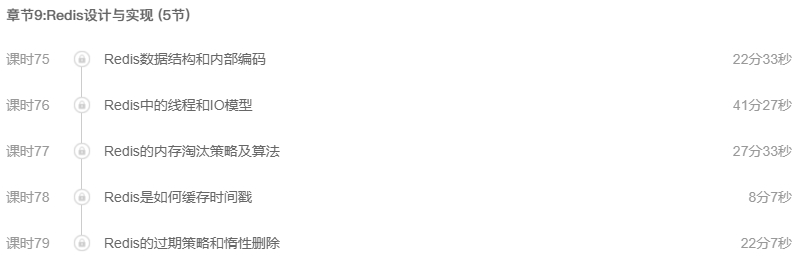 章节9:Redis设计与实现 (5节)
课时75 Redis数据结构和内部编码 22分33秒
课时76 Redis中的线程和IO模型 41分27秒
课时77 Redis的内存淘汰策略及算法 27分33秒
课时78 Redis是如何缓存时间戳 8分7秒
课时79 Redis的过期策略和惰性删除 22分7秒